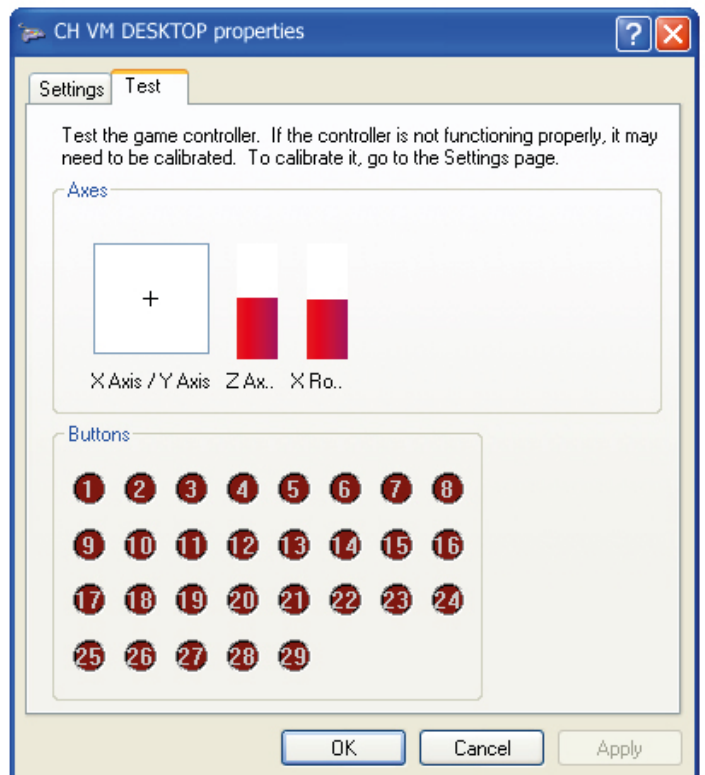 CH VM DESKTOP properties
Settings Test
Test the game controller. If the controller is not functioning properly, it may
need to be calibrated. To calibrate it, go to the Settings page.
Axes
+
X Axis / Y Axis Z Ax.. X Ro..
Buttons
1 2 3 4 5 6 7 8
9 10 11 12 13 14 15 16
17 18 19 20 21 22 23 24
25 26 27 28 29
OK Cancel Apply